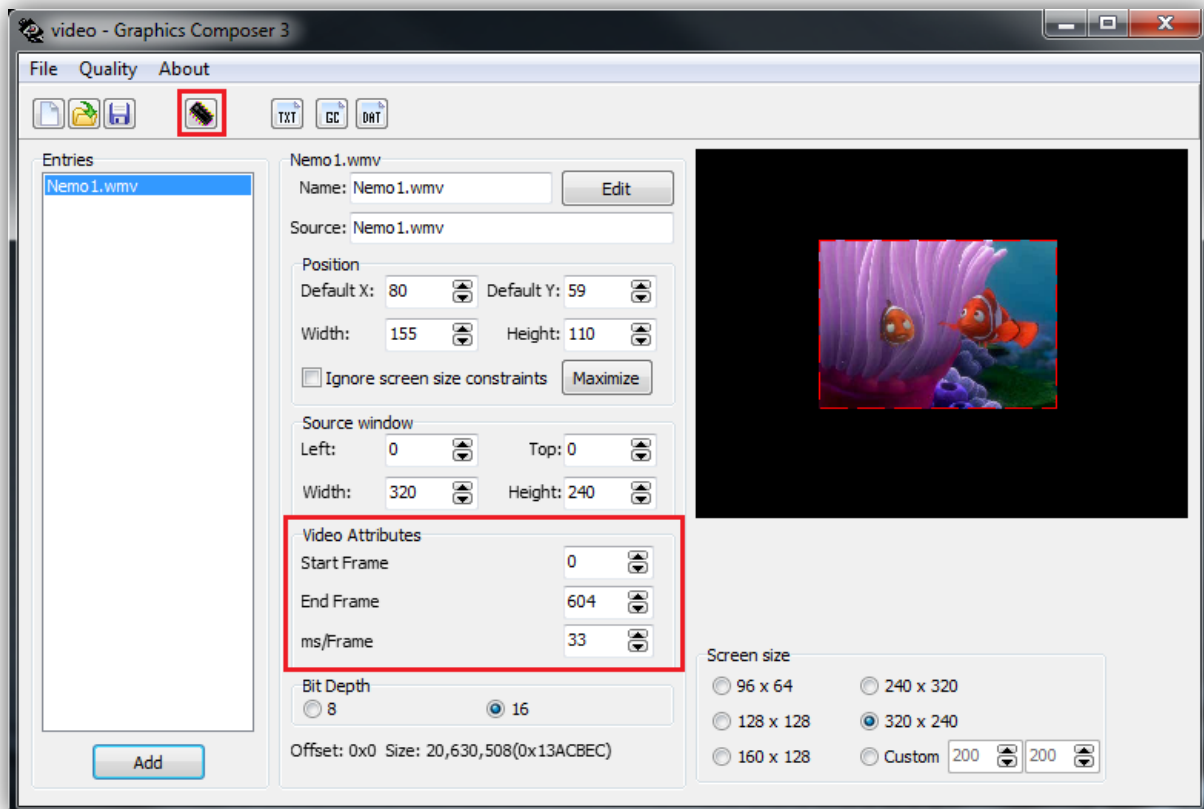 video - Graphics Composer 3
File Quality About
TXT GC DAT
Entries
Nemo1.wmv
Add
Nemo1.wmv
Name: Nemo1.wmv Edit
Source: Nemo1.wmv
Position
Default X: 80 Default Y: 59
Width: 155 Height: 110
Ignore screen size constraints Maximize
Source window
Left: 0 Top: 0
Width: 320 Height: 240
Video Attributes
Start Frame 0
End Frame 604
ms/Frame 33
Bit Depth
8 16
Offset: 0x0 Size: 20,630,508(0x13ACBEC)
Screen size
96 x 64 240 x 320
128 x 128 320 x 240
160 x 128 Custom 200 200